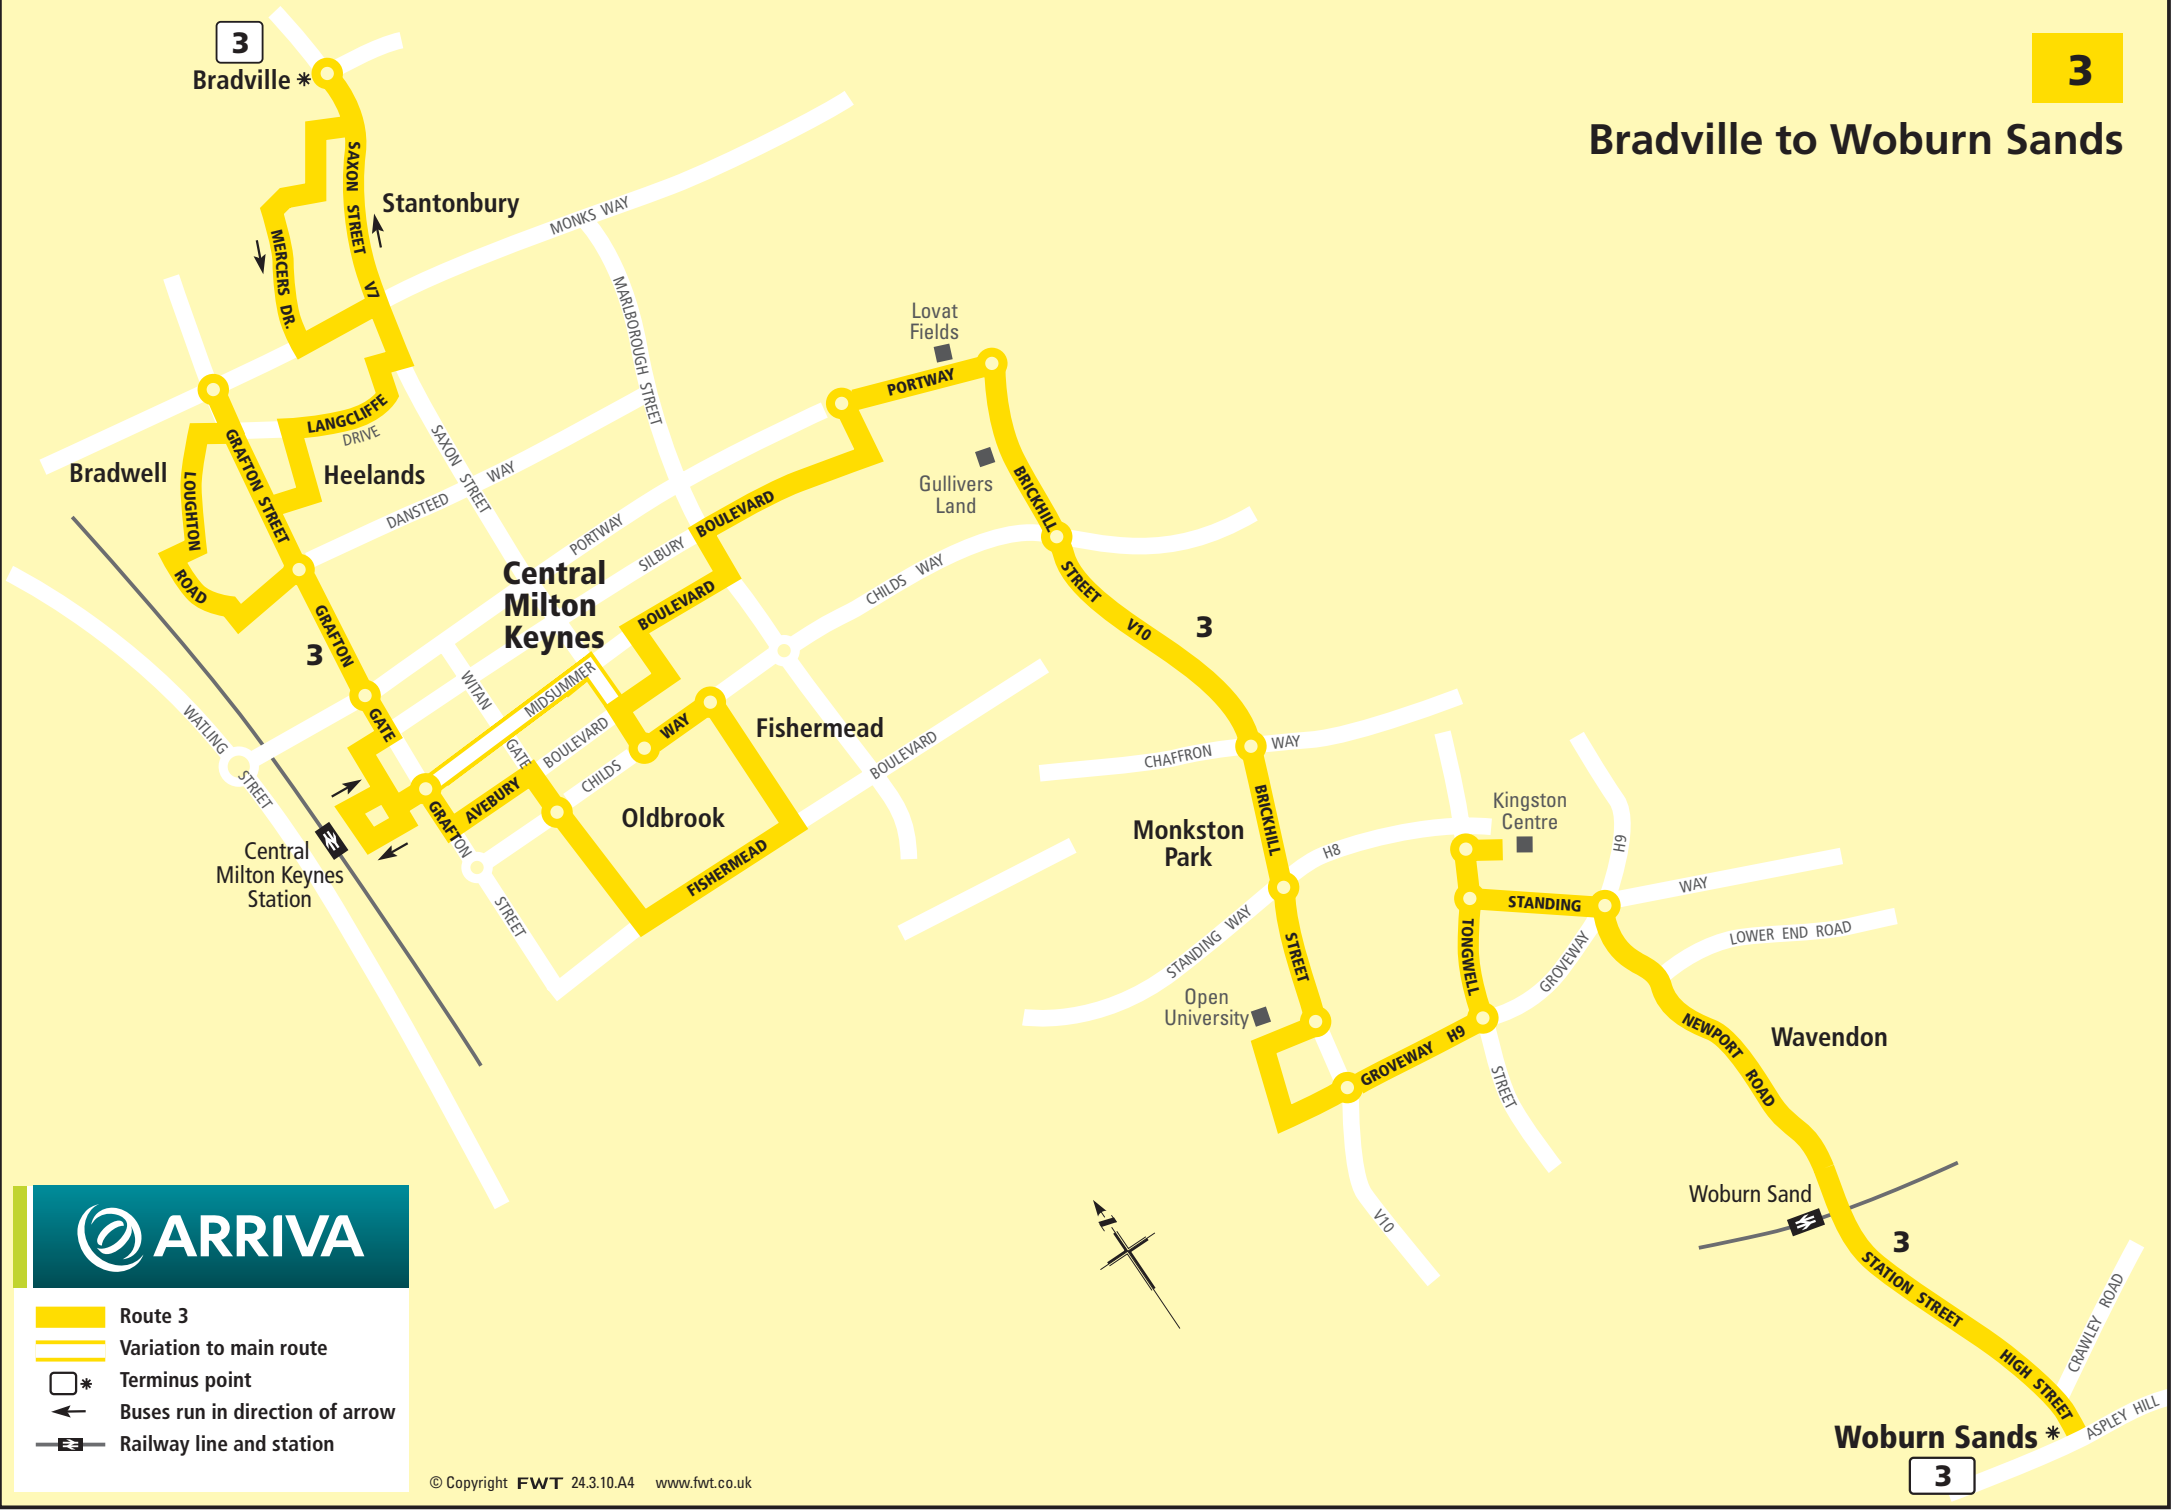 3
Bradville to Woburn Sands
3
Bradville *
SAXON STREET
V7
Stantonbury
MERCERS DR.
MONKS WAY
MARLBOROUGH STREET
Lovat
Fields
PORTWAY
LANGCLIFFE
DRIVE
GRAFTON STREET
Bradwell
Heelands
LOUGHTON
ROAD
SAXON STREET
DANSTEED WAY
Gullivers
Land
BRICKHILL
STREET
V10
3
PORTWAY
SILBURY
BOULEVARD
CHILDS WAY
Central
Milton
Keynes
BOULEVARD
GRAFTON
3
GATE
WITAN
GATE
MIDSUMMER
BOULEVARD
WATLING
STREET
WAY
Fishermead
BOULEVARD
CHILDS
AVEBURY
GRAFTON
STREET
Oldbrook
FISHERMEAD
Central
Milton Keynes
Station
CHAFFRON WAY
BRICKHILL
STREET
Monkston
Park
H8
STANDING WAY
Kingston
Centre
H9
STANDING
WAY
TONGWELL
STREET
LOWER END ROAD
GROVEWAY
Open
University
GROVEWAY H9
V10
NEWPORT ROAD
Wavendon
Woburn Sand
3
STATION STREET
HIGH STREET
CRAWLEY ROAD
ASPLEY HILL
Woburn Sands *
3
ARRIVA
Route 3
Variation to main route
* Terminus point
Buses run in direction of arrow
Railway line and station
© Copyright FWT 24.3.10.A4 www.fwt.co.uk